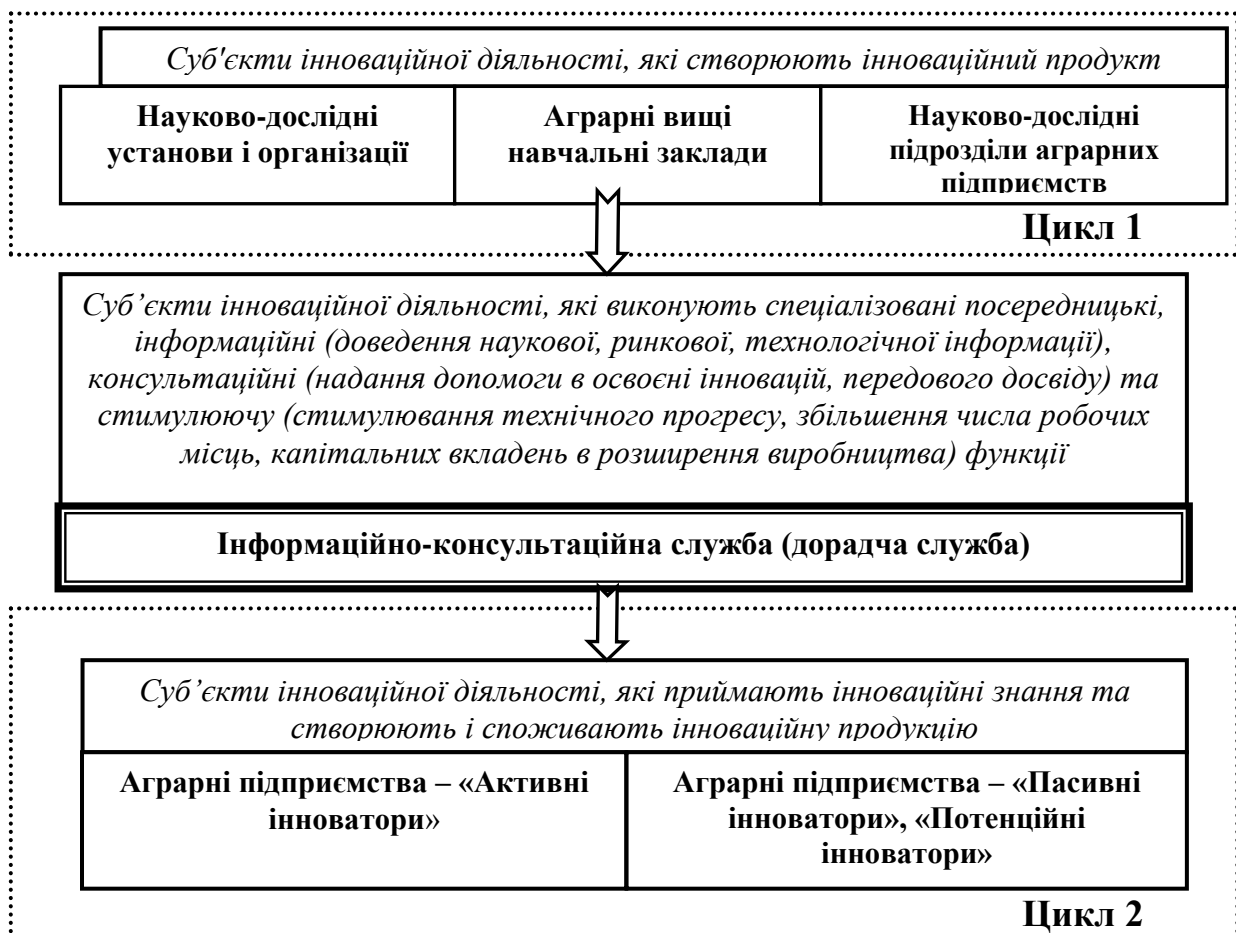 Суб'єкти інноваційної діяльності, які створюють інноваційний продукт
Науково-дослідні
установи і організації
Аграрні вищі
навчальні заклади
Науково-дослідні
підрозділи аграрних
підприємств
Цикл 1
Суб’єкти інноваційної діяльності, які виконують спеціалізовані посередницькі,
інформаційні (доведення наукової, ринкової, технологічної інформації),
консультаційні (надання допомоги в освоєні інновацій, передового досвіду) та
стимулюючу (стимулювання технічного прогресу, збільшення числа робочих
місць, капітальних вкладень в розширення виробництва) функції
Інформаційно-консультаційна служба (дорадча служба)
Суб’єкти інноваційної діяльності, які приймають інноваційні знання та
створюють і споживають інноваційну продукцію
Аграрні підприємства – «Активні
інноватори»
Аграрні підприємства – «Пасивні
інноватори», «Потенційні
інноватори»
Цикл 2